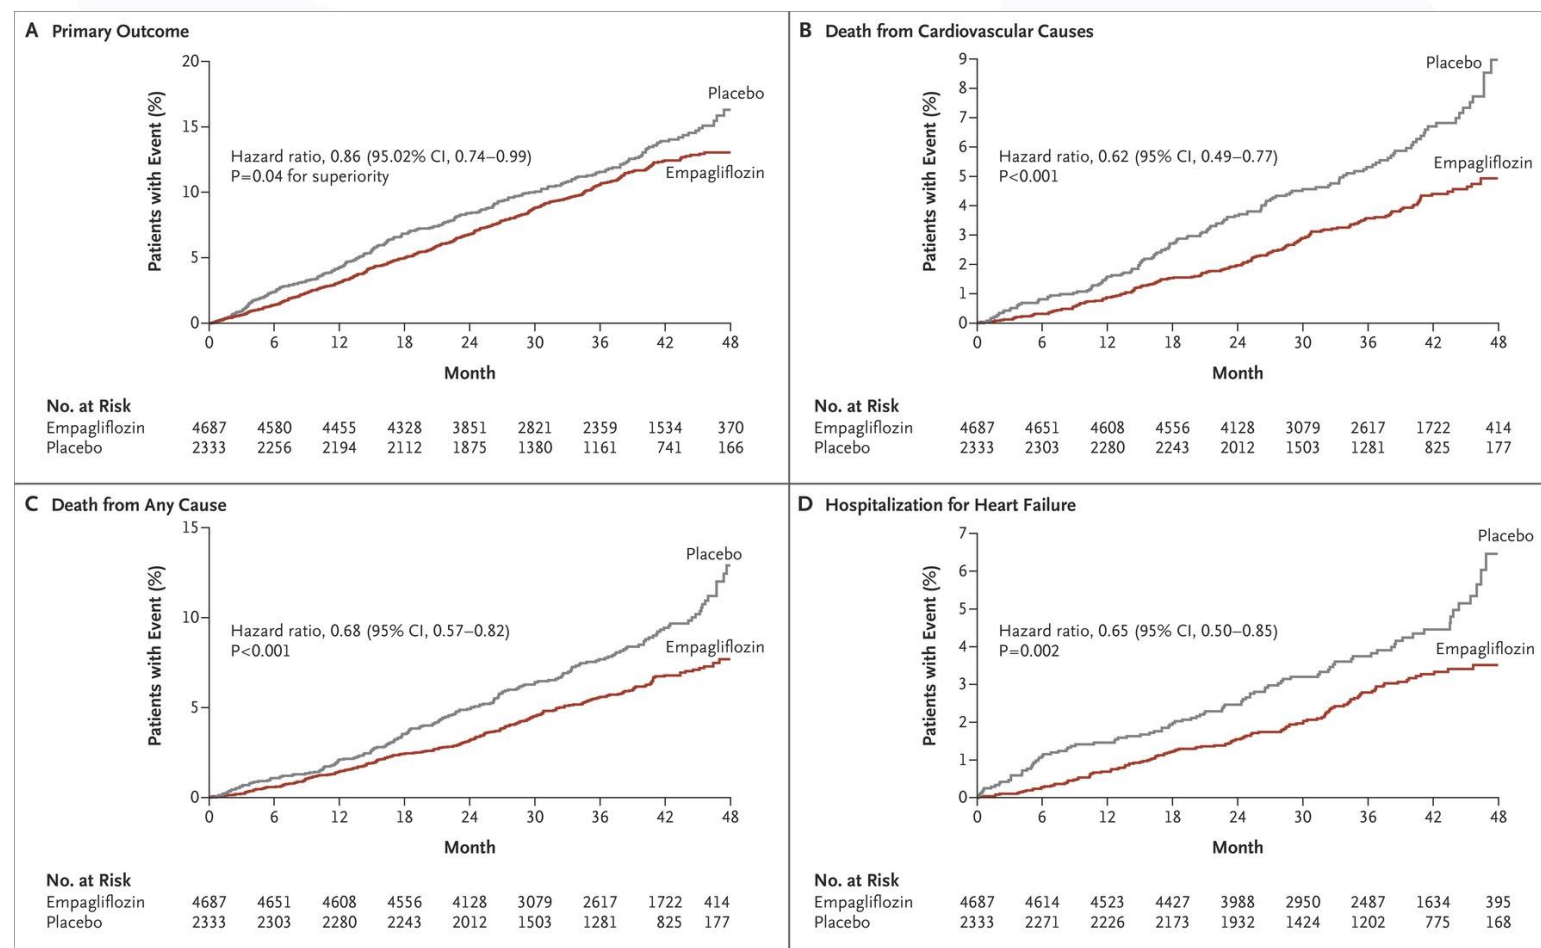 A Primary Outcome
20
15
10
5
0
Patients with Event (%)
Placebo
Hazard ratio, 0.86 (95.02% CI, 0.74–0.99)
P=0.04 for superiority
Empagliflozin
0 6 12 18 24 30 36 42 48
Month
No. at Risk
Empagliflozin 4687 4580 4455 4328 3851 2821 2359 1534 370
Placebo 2333 2256 2194 2112 1875 1380 1161 741 166
B Death from Cardiovascular Causes
9
8
7
6
5
4
3
2
1
0
Patients with Event (%)
Placebo
Hazard ratio, 0.62 (95% CI, 0.49–0.77)
P<0.001
Empagliflozin
0 6 12 18 24 30 36 42 48
Month
No. at Risk
Empagliflozin 4687 4651 4608 4556 4128 3079 2617 1722 414
Placebo 2333 2303 2280 2243 2012 1503 1281 825 177
C Death from Any Cause
15
10
5
0
Patients with Event (%)
Placebo
Hazard ratio, 0.68 (95% CI, 0.57–0.82)
P<0.001
Empagliflozin
0 6 12 18 24 30 36 42 48
Month
No. at Risk
Empagliflozin 4687 4651 4608 4556 4128 3079 2617 1722 414
Placebo 2333 2303 2280 2243 2012 1503 1281 825 177
D Hospitalization for Heart Failure
7
6
5
4
3
2
1
0
Patients with Event (%)
Placebo
Hazard ratio, 0.65 (95% CI, 0.50–0.85)
P=0.002
Empagliflozin
0 6 12 18 24 30 36 42 48
Month
No. at Risk
Empagliflozin 4687 4614 4523 4427 3988 2950 2487 1634 395
Placebo 2333 2271 2226 2173 1932 1424 1202 775 168